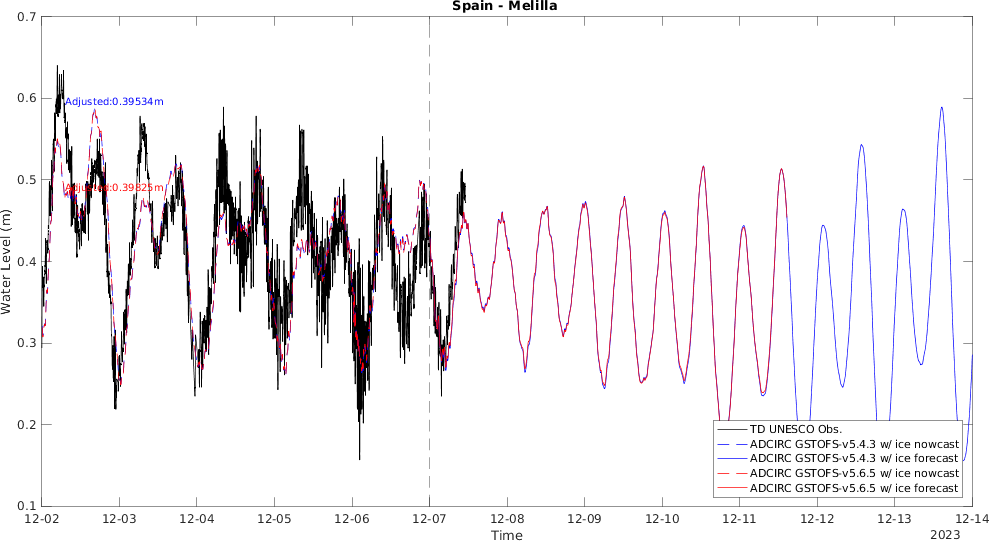 Spain - Melilla
0.7
0.6
0.5
0.4
0.3
0.2
0.1
Water Level (m)
Adjusted:0.39534m
Adjusted:0.39825m
TD UNESCO Obs.
ADCIRC GSTOFS-v5.4.3 w/ ice nowcast
ADCIRC GSTOFS-v5.4.3 w/ ice forecast
ADCIRC GSTOFS-v5.6.5 w/ ice nowcast
ADCIRC GSTOFS-v5.6.5 w/ ice forecast
12-02 12-03 12-04 12-05 12-06 12-07 12-08 12-09 12-10 12-11 12-12 12-13 12-14
Time
2023